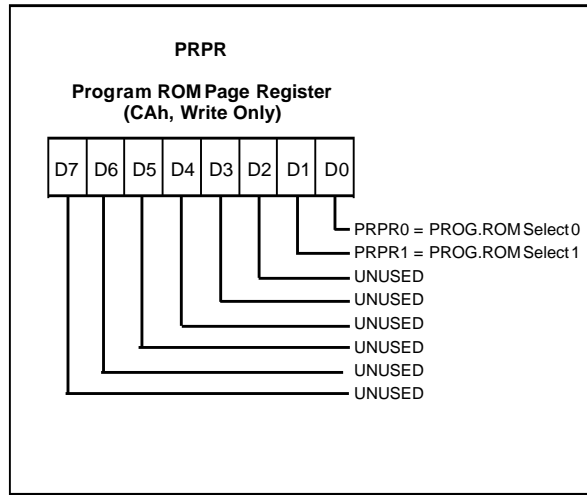 PRPR
Program ROM Page Register
(CAh, Write Only)
D7 D6 D5 D4 D3 D2 D1 D0
PRPR0 = PROG.ROM Select 0
PRPR1 = PROG.ROM Select 1
UNUSED
UNUSED
UNUSED
UNUSED
UNUSED
UNUSED